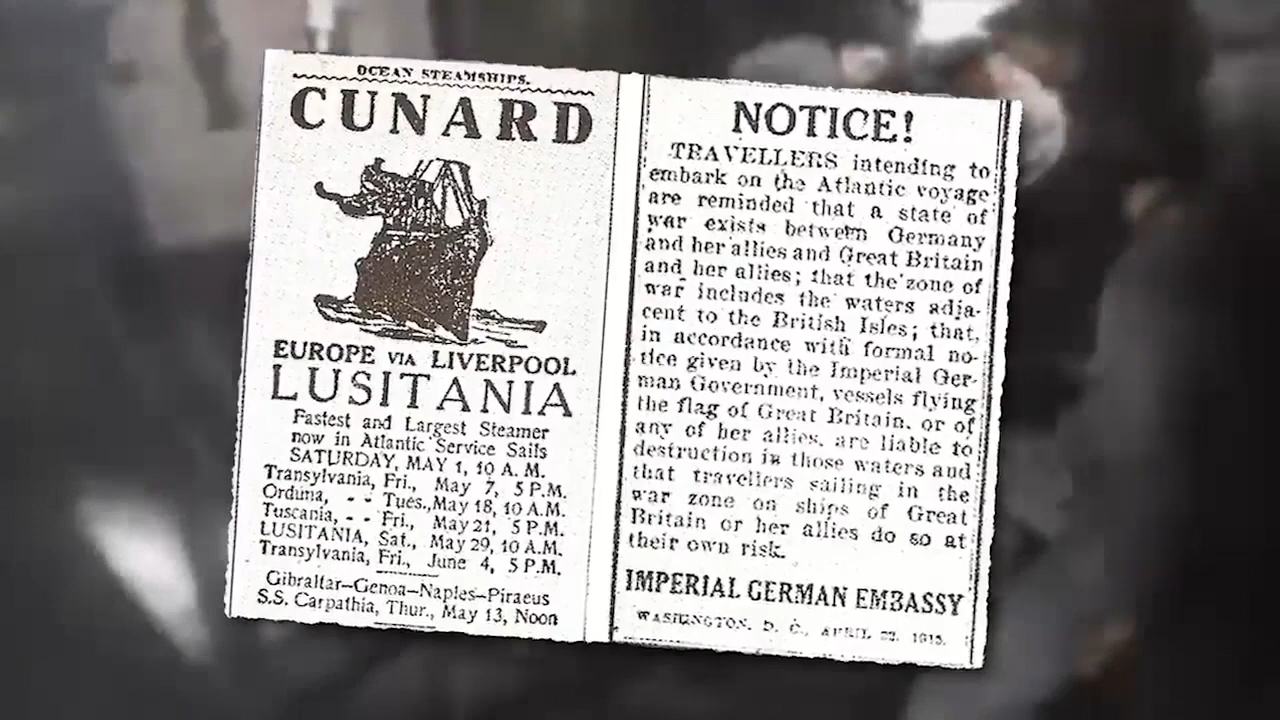 OCEAN STEAMSHIPS.
CUNARD
EUROPE VIA LIVERPOOL
LUSITANIA
Fastest and Largest Steamer
now in Atlantic Service Sails
SATURDAY, MAY 1, 10 A. M.
Transylvania, Fri., May 7, 5 P.M.
Orduna, - - Tues., May 18, 10 A.M.
Tuscania, - - Fri., May 21, 5 P.M.
LUSITANIA, Sat., May 29, 10 A.M.
Transylvania, Fri., June 4, 5 P.M.
Gibraltar–Genoa–Naples–Piraeus
S.S. Carpathia, Thur., May 13, Noon
NOTICE!
TRAVELLERS intending to
embark on the Atlantic voyage
are reminded that a state of
war exists between Germany
and her allies and Great Britain
and her allies; that the zone of
war includes the waters adja-
cent to the British Isles; that,
in accordance with formal no-
tice given by the Imperial Ger-
man Government, vessels flying
the flag of Great Britain, or of
any of her allies, are liable to
destruction in those waters and
that travellers sailing in the
war zone on ships of Great
Britain or her allies do so at
their own risk.
IMPERIAL GERMAN EMBASSY
WASHINGTON, D. C., APRIL 22, 1915.